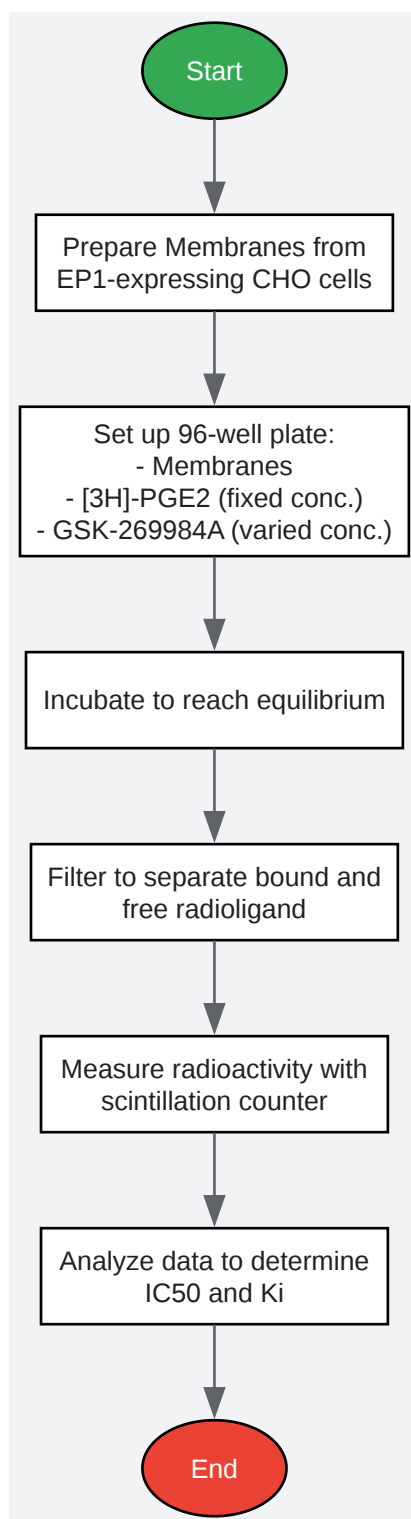 Start
Prepare Membranes from
EP1-expressing CHO cells
Set up 96-well plate:
- Membranes
- [3H]-PGE2 (fixed conc.)
- GSK-269984A (varied conc.)
Incubate to reach equilibrium
Filter to separate bound and
free radioligand
Measure radioactivity with
scintillation counter
Analyze data to determine
IC50 and Ki
End